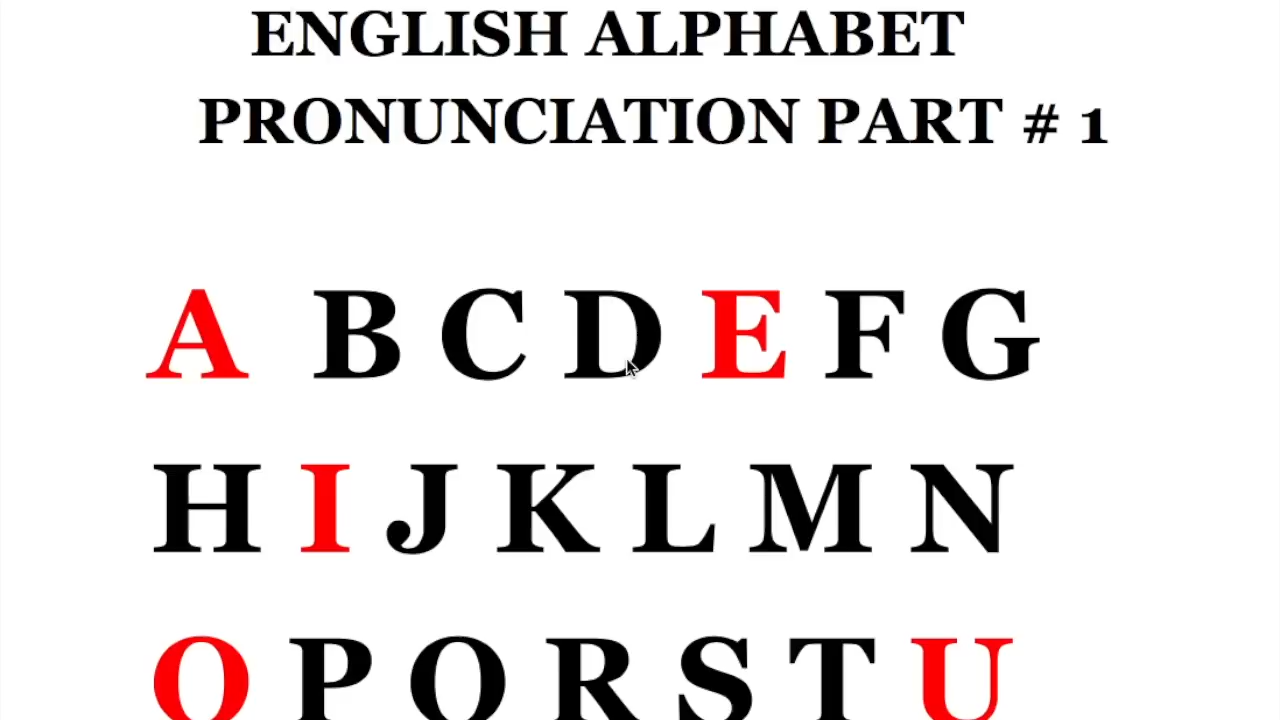 ENGLISH ALPHABET
PRONUNCIATION PART # 1
A B C D E F G
H I J K L M N
O P Q R S T U